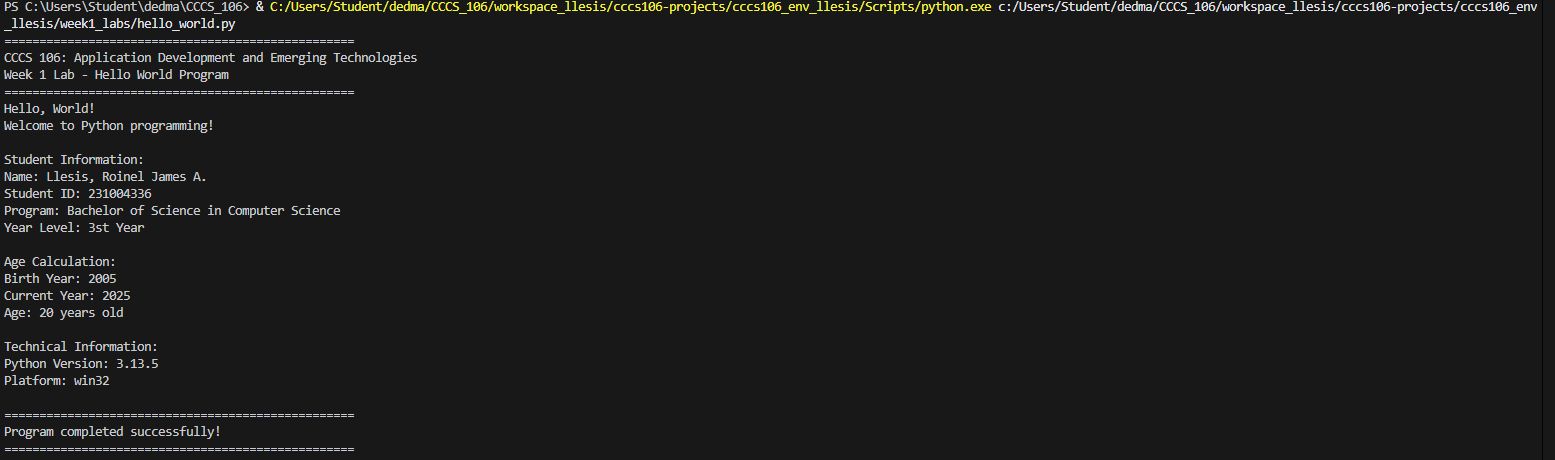 PS C:\Users\Student\dedma\CCCS_106> & C:/Users/Student/dedma/CCCS_106/workspace_llesis/cccs106-projects/cccs106_env_llesis/Scripts/python.exe c:/Users/Student/dedma/CCCS_106/workspace_llesis/cccs106-projects/cccs106_env
_llesis/week1_labs/hello_world.py
==================================================
CCCS 106: Application Development and Emerging Technologies
Week 1 Lab - Hello World Program
==================================================
Hello, World!
Welcome to Python programming!
Student Information:
Name: Llesis, Roinel James A.
Student ID: 231004336
Program: Bachelor of Science in Computer Science
Year Level: 3st Year
Age Calculation:
Birth Year: 2005
Current Year: 2025
Age: 20 years old
Technical Information:
Python Version: 3.13.5
Platform: win32
==================================================
Program completed successfully!
==================================================